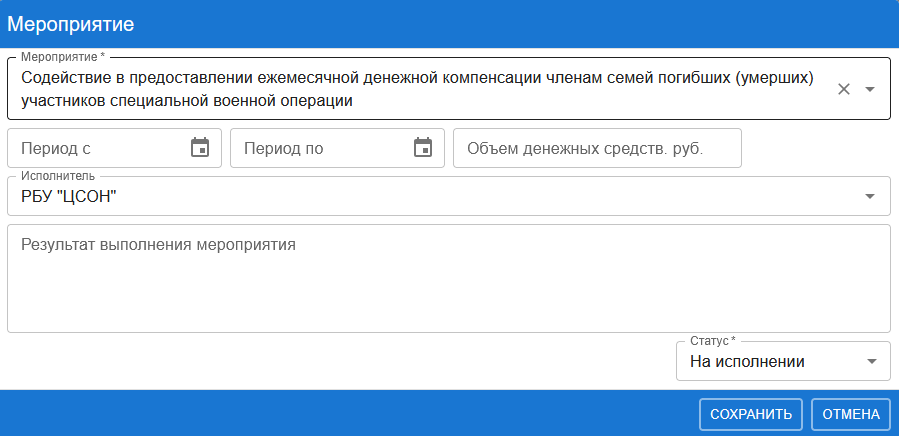 Мероприятие
Мероприятие *
Содействие в предоставлении ежемесячной денежной компенсации членам семей погибших (умерших)
участников специальной военной операции
Период с
Период по
Объем денежных средств. руб.
Исполнитель
РБУ "ЦСОН"
Результат выполнения мероприятия
Статус *
На исполнении
СОХРАНИТЬ
ОТМЕНА